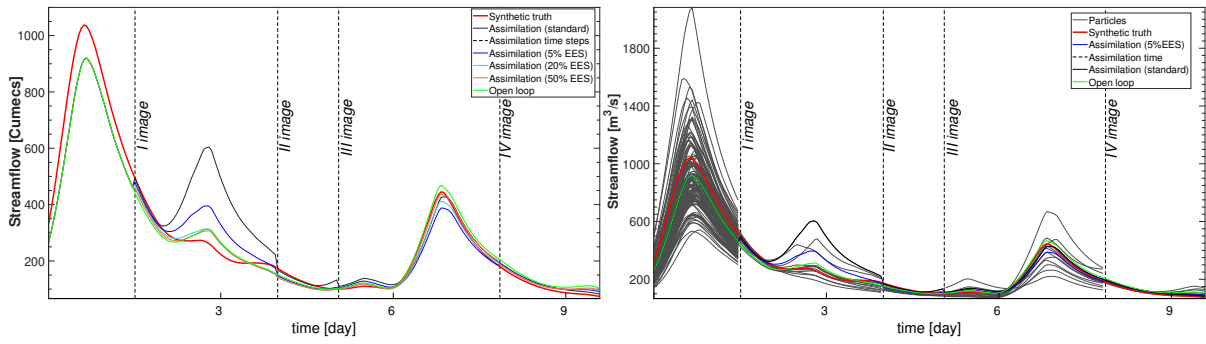 Streamflow [Cumecs]
1000
800
600
400
200
3
6
9
time [day]
I image
II image
III image
IV image
Synthetic truth
Assimilation (standard)
Assimilation time steps
Assimilation (5% EES)
Assimilation (20% EES)
Assimilation (50% EES)
Open loop
Streamflow [m3/s]
1800
1400
1000
600
200
3
6
9
time [day]
I image
II image
III image
IV image
Particles
Synthetic truth
Assimilation (5%EES)
Assimilation time
Assimilation (standard)
Open loop